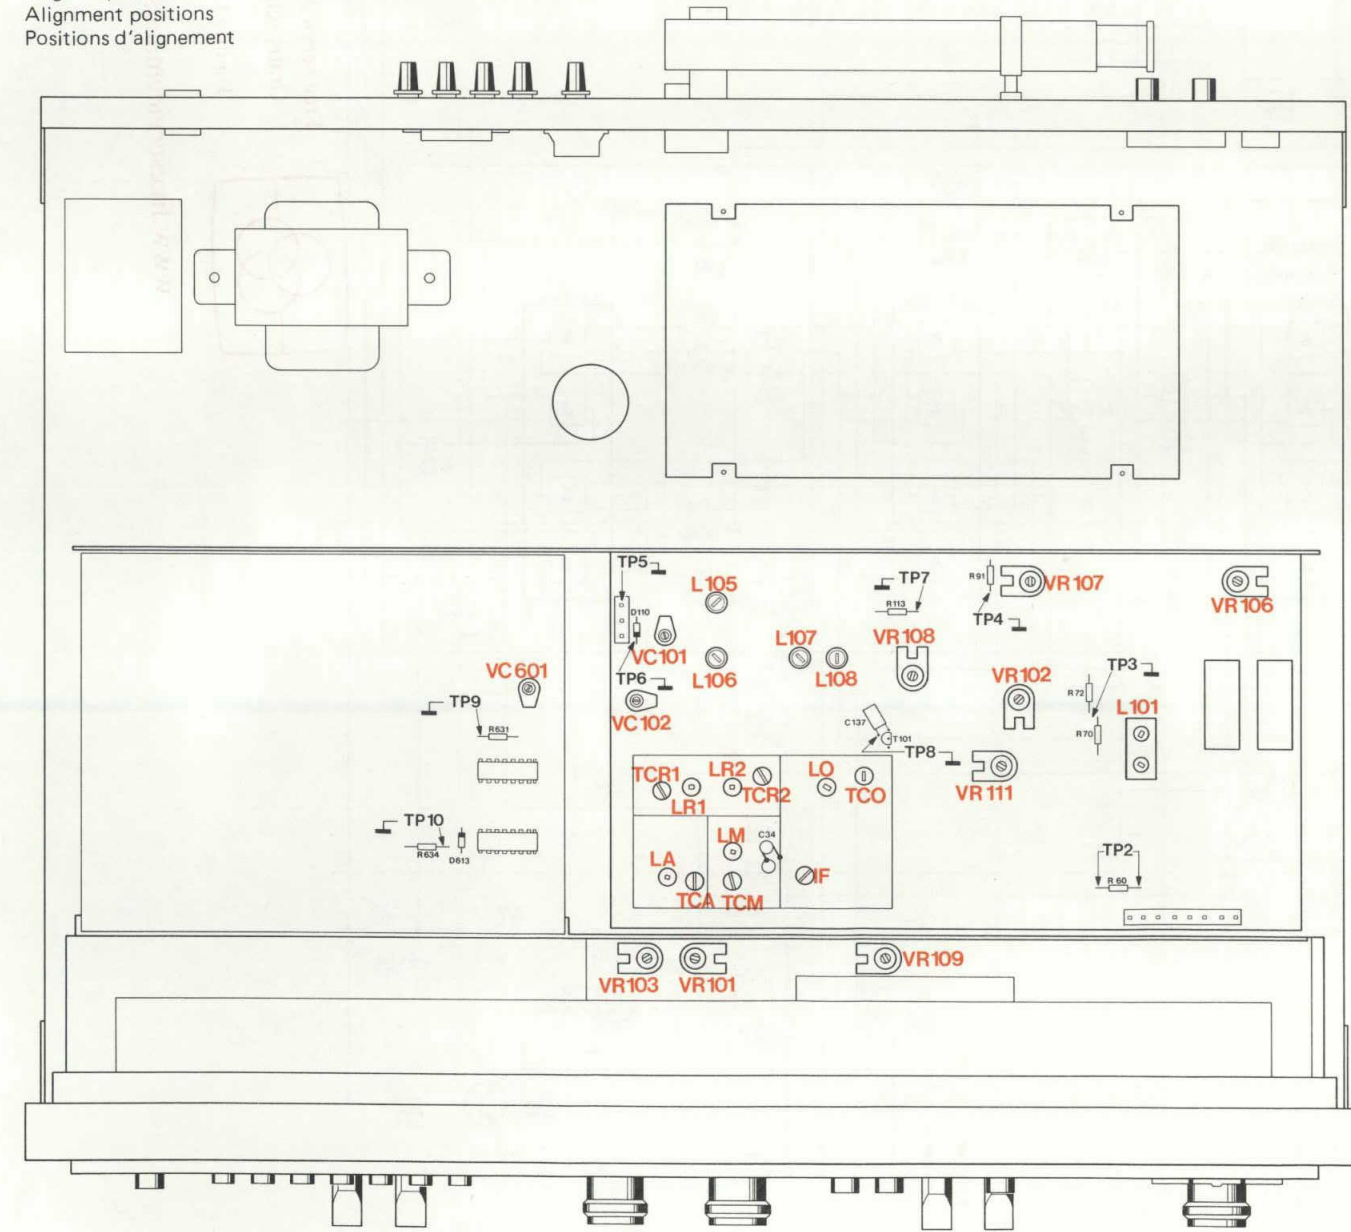 Alignment positions
Positions d'alignement
TP5
L105
D110
VC101
L106
TP6
VC102
L107
L108
TP7
R113
VR108
R91
VR107
TP4
VR106
VR102
TP3
R72
R70
L101
C137
T101
TP8
VR111
VC601
TP9
R631
TP10
R634
D613
TCR1
LR1
LR2
TCR2
LO
TCO
LM
C34
LA
TCA
TCM
IF
TP2
R60
VR103
VR101
VR109